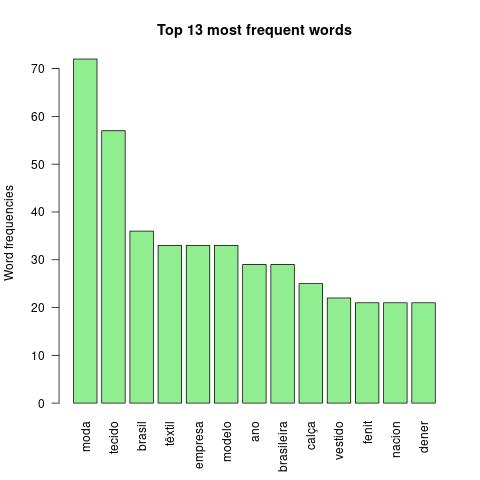 Top 13 most frequent words
Word frequencies
70
60
50
40
30
20
10
0
moda
tecido
brasil
têxtil
empresa
modelo
ano
brasileira
calça
vestido
fenit
nacion
dener